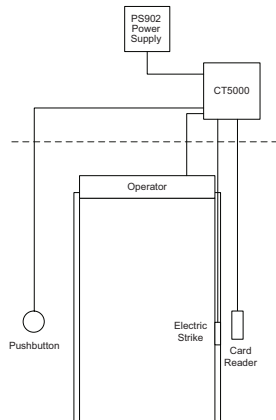 PS902
Power
Supply
CT5000
Operator
Electric
Strike
Pushbutton
Card
Reader